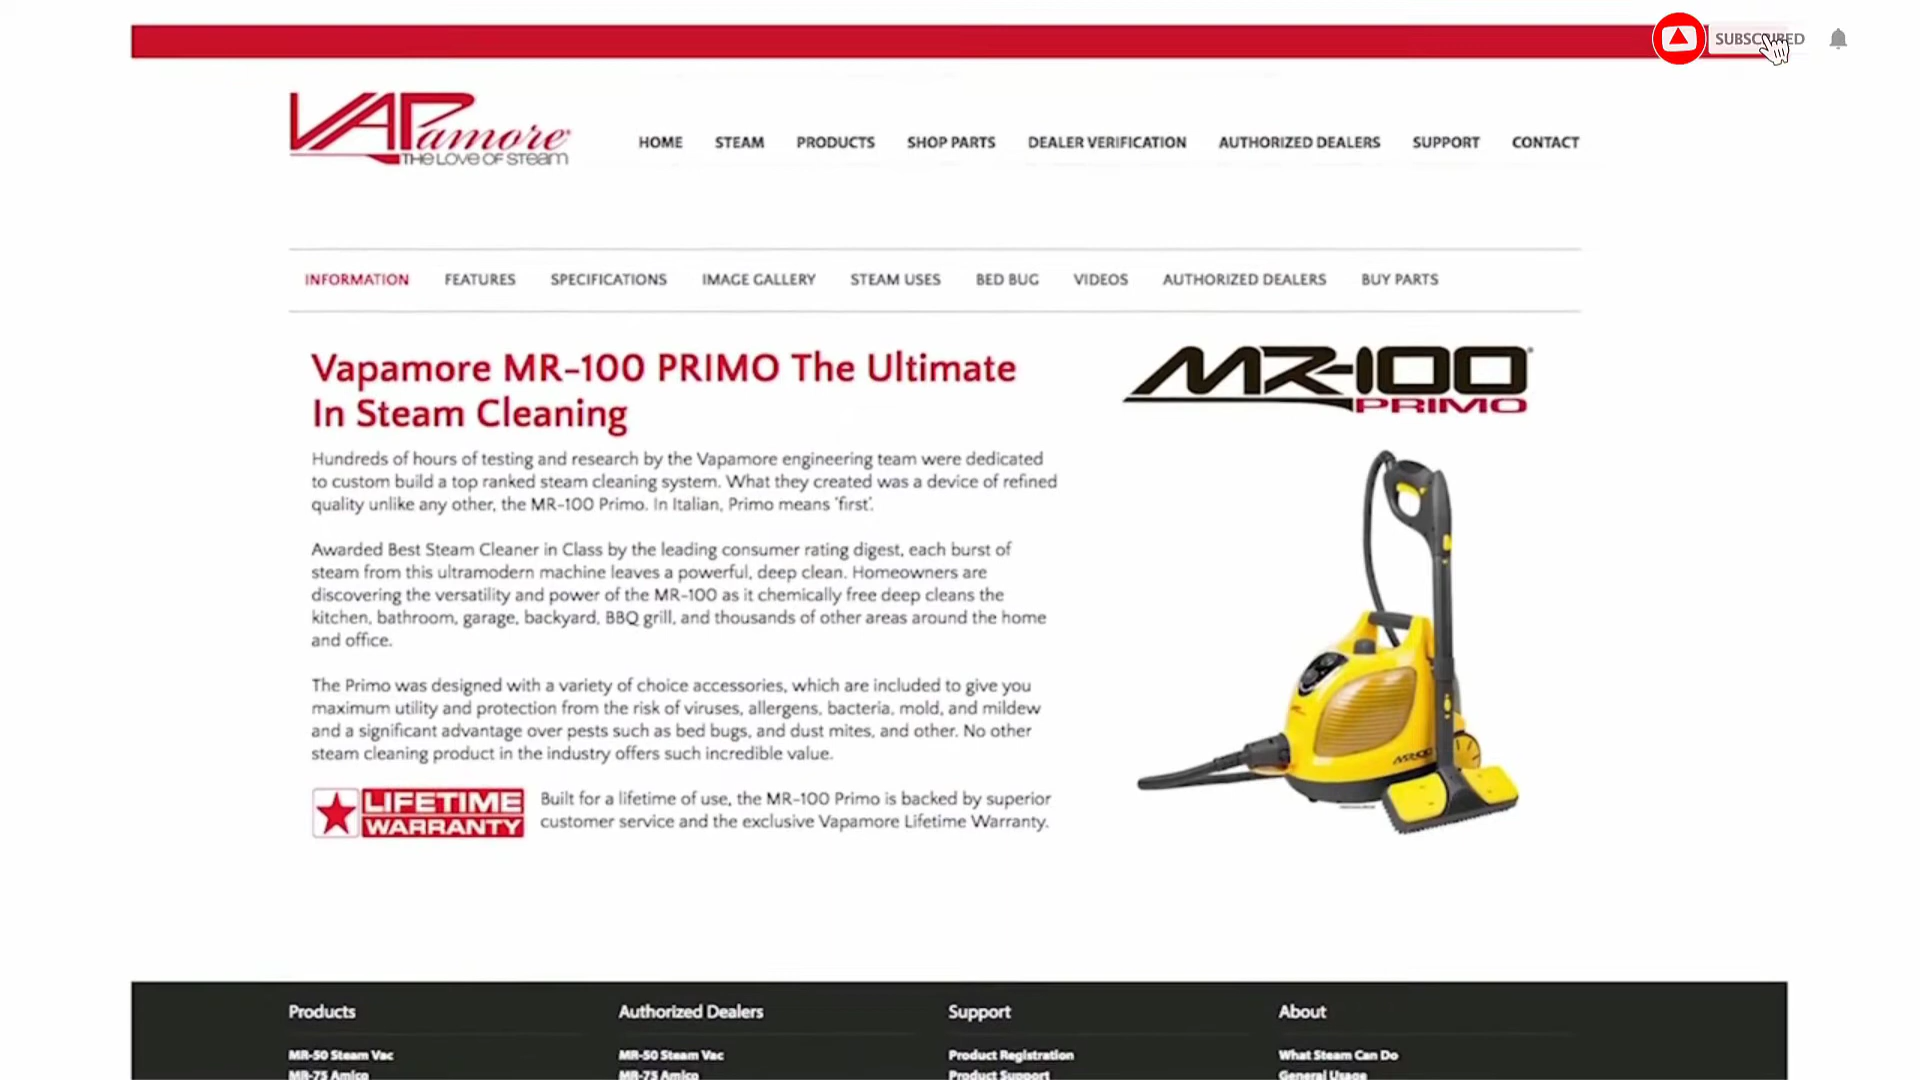 SUBSCRIBED
VAPamore®
THE LOVE OF STEAM
HOME STEAM PRODUCTS SHOP PARTS DEALER VERIFICATION AUTHORIZED DEALERS SUPPORT CONTACT
INFORMATION FEATURES SPECIFICATIONS IMAGE GALLERY STEAM USES BED BUG VIDEOS AUTHORIZED DEALERS BUY PARTS
Vapamore MR-100 PRIMO The Ultimate
In Steam Cleaning
MR-100®
PRIMO
Hundreds of hours of testing and research by the Vapamore engineering team were dedicated
to custom build a top ranked steam cleaning system. What they created was a device of refined
quality unlike any other, the MR-100 Primo. In Italian, Primo means 'first'.
Awarded Best Steam Cleaner in Class by the leading consumer rating digest, each burst of
steam from this ultramodern machine leaves a powerful, deep clean. Homeowners are
discovering the versatility and power of the MR-100 as it chemically free deep cleans the
kitchen, bathroom, garage, backyard, BBQ grill, and thousands of other areas around the home
and office.
The Primo was designed with a variety of choice accessories, which are included to give you
maximum utility and protection from the risk of viruses, allergens, bacteria, mold, and mildew
and a significant advantage over pests such as bed bugs, and dust mites, and other. No other
steam cleaning product in the industry offers such incredible value.
MR-100
LIFETIME
WARRANTY
Built for a lifetime of use, the MR-100 Primo is backed by superior
customer service and the exclusive Vapamore Lifetime Warranty.
Products Authorized Dealers Support About
MR-50 Steam Vac MR-50 Steam Vac Product Registration What Steam Can Do
MR-75 Amico MR-75 Amico Product Support General Usage